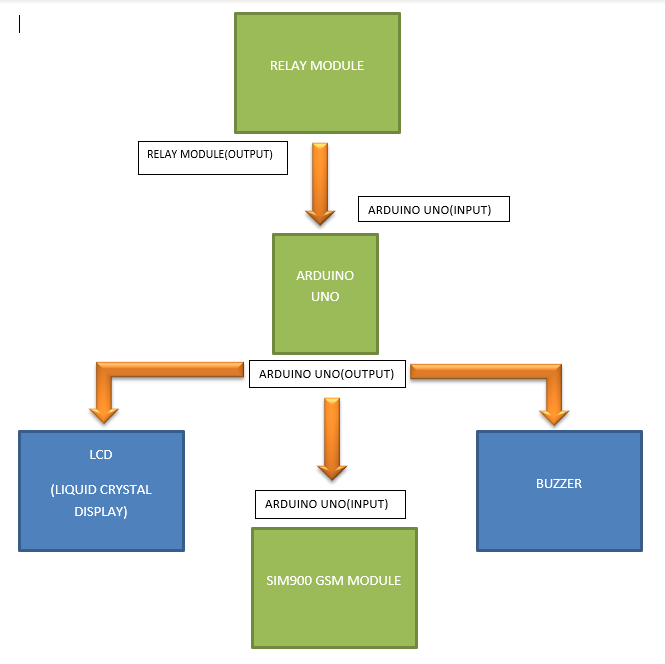 RELAY MODULE
RELAY MODULE(OUTPUT)
ARDUINO UNO(INPUT)
ARDUINO
UNO
ARDUINO UNO(OUTPUT)
LCD
(LIQUID CRYSTAL
DISPLAY)
BUZZER
ARDUINO UNO(INPUT)
SIM900 GSM MODULE